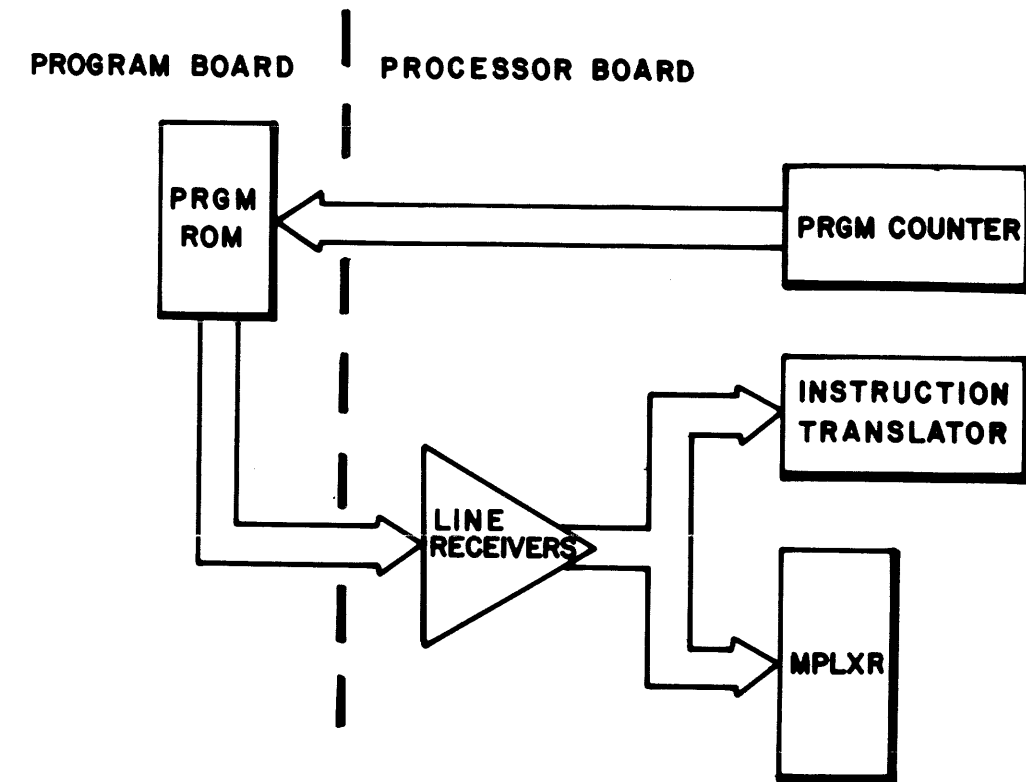 PROGRAM BOARD
PROCESSOR BOARD
PRGM
ROM
PRGM COUNTER
INSTRUCTION
TRANSLATOR
LINE
RECEIVERS
MPLXR